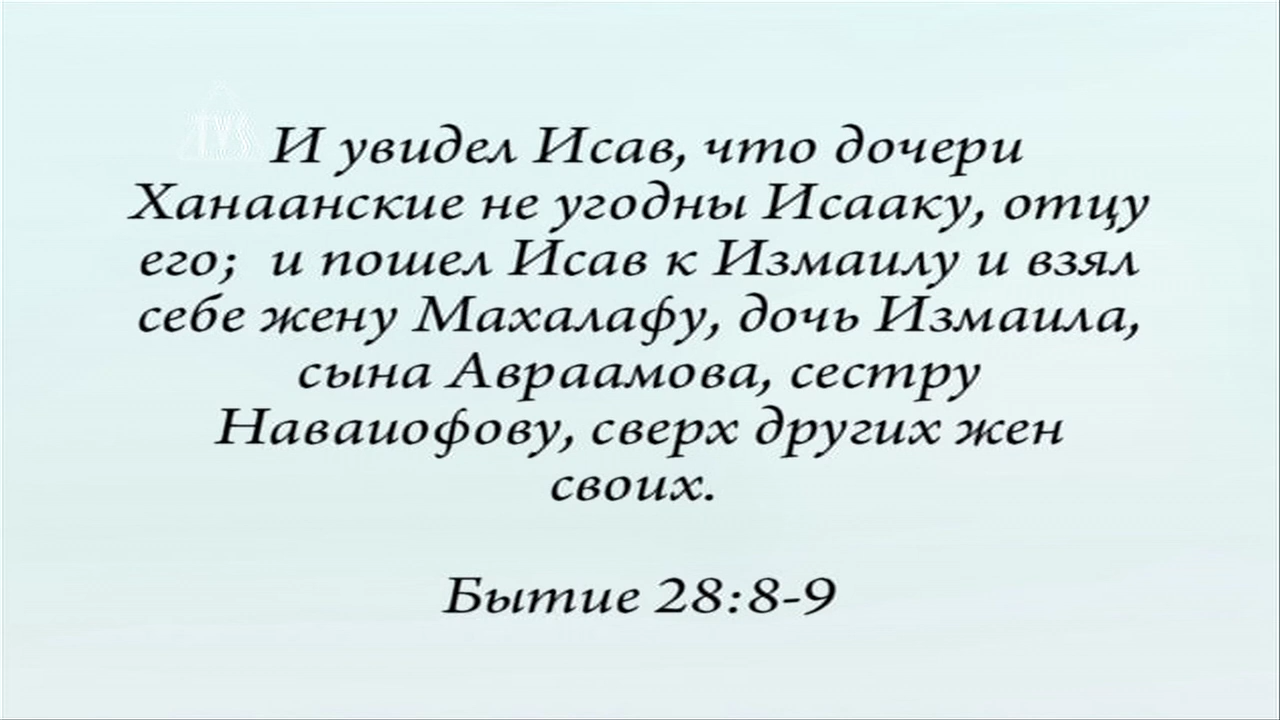 TVS
И увидел Исав, что дочери
Ханаанские не угодны Исааку, отцу
его;  и пошел Исав к Измаилу и взял
себе жену Махалафу, дочь Измаила,
сына Авраамова, сестру
Наваиофову, сверх других жен
своих.
Бытие 28:8-9